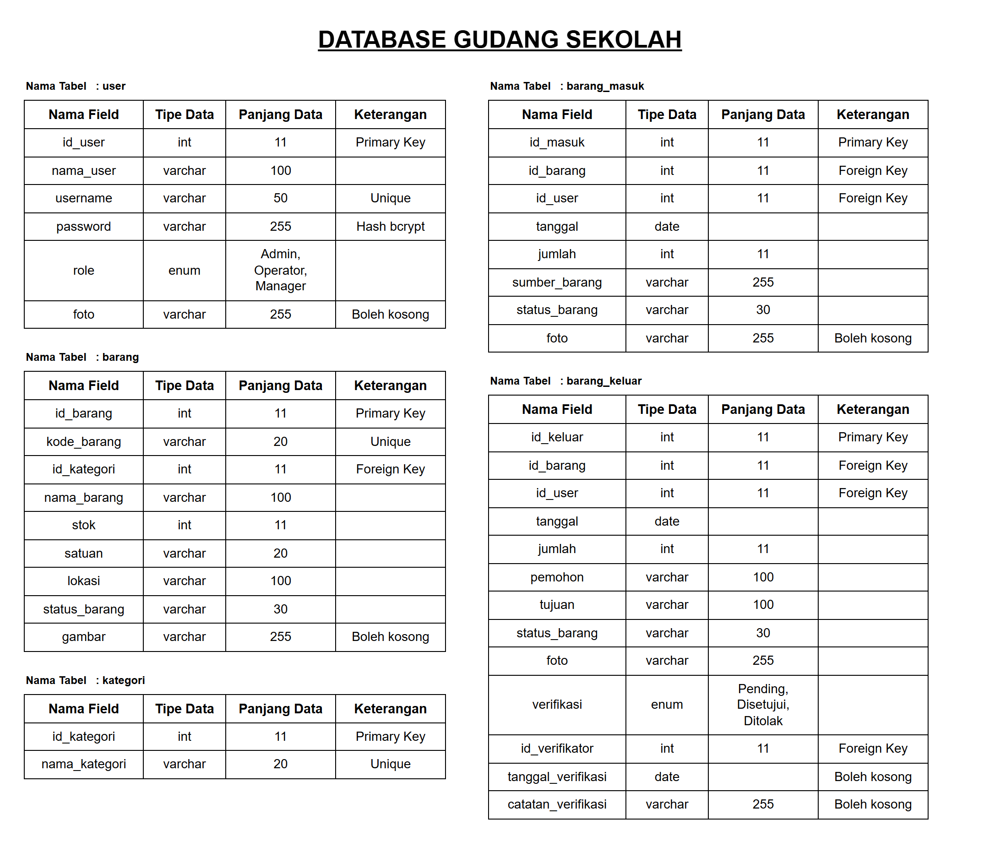 DATABASE GUDANG SEKOLAH
Nama Tabel : user
Nama Field Tipe Data Panjang Data Keterangan
id_user int 11 Primary Key
nama_user varchar 100
username varchar 50 Unique
password varchar 255 Hash bcrypt
role enum Admin,
Operator,
Manager
foto varchar 255 Boleh kosong
Nama Tabel : barang
Nama Field Tipe Data Panjang Data Keterangan
id_barang int 11 Primary Key
kode_barang varchar 20 Unique
id_kategori int 11 Foreign Key
nama_barang varchar 100
stok int 11
satuan varchar 20
lokasi varchar 100
status_barang varchar 30
gambar varchar 255 Boleh kosong
Nama Tabel : kategori
Nama Field Tipe Data Panjang Data Keterangan
id_kategori int 11 Primary Key
nama_kategori varchar 20 Unique
Nama Tabel : barang_masuk
Nama Field Tipe Data Panjang Data Keterangan
id_masuk int 11 Primary Key
id_barang int 11 Foreign Key
id_user int 11 Foreign Key
tanggal date
jumlah int 11
sumber_barang varchar 255
status_barang varchar 30
foto varchar 255 Boleh kosong
Nama Tabel : barang_keluar
Nama Field Tipe Data Panjang Data Keterangan
id_keluar int 11 Primary Key
id_barang int 11 Foreign Key
id_user int 11 Foreign Key
tanggal date
jumlah int 11
pemohon varchar 100
tujuan varchar 100
status_barang varchar 30
foto varchar 255
verifikasi enum Pending,
Disetujui,
Ditolak
id_verifikator int 11 Foreign Key
tanggal_verifikasi date Boleh kosong
catatan_verifikasi varchar 255 Boleh kosong